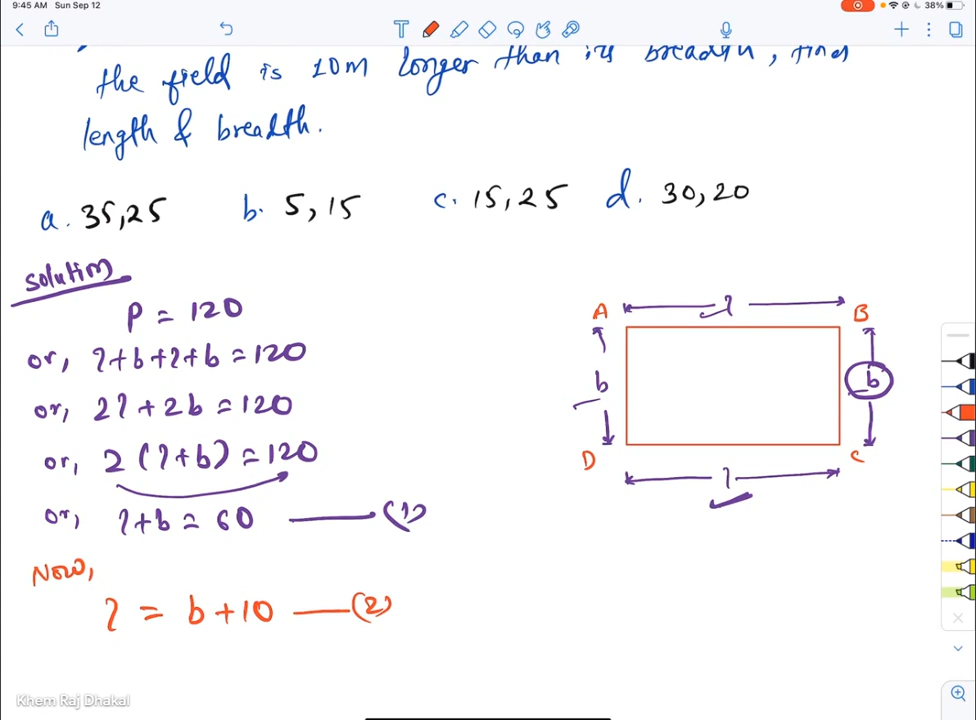 9:45 AM Sun Sep 12
38%
the field is 10m longer than its breadth, find
length & breadth.
a. 35,25 b. 5,15 c. 15,25 d. 30,20
solution
P = 120
or, l+b+l+b = 120
or, 2l+2b = 120
or, 2(l+b) = 120
or, l+b = 60 — (1)
Now,
l = b+10 — (2)
A l B
b b
D l C
Khem Raj Dhakal